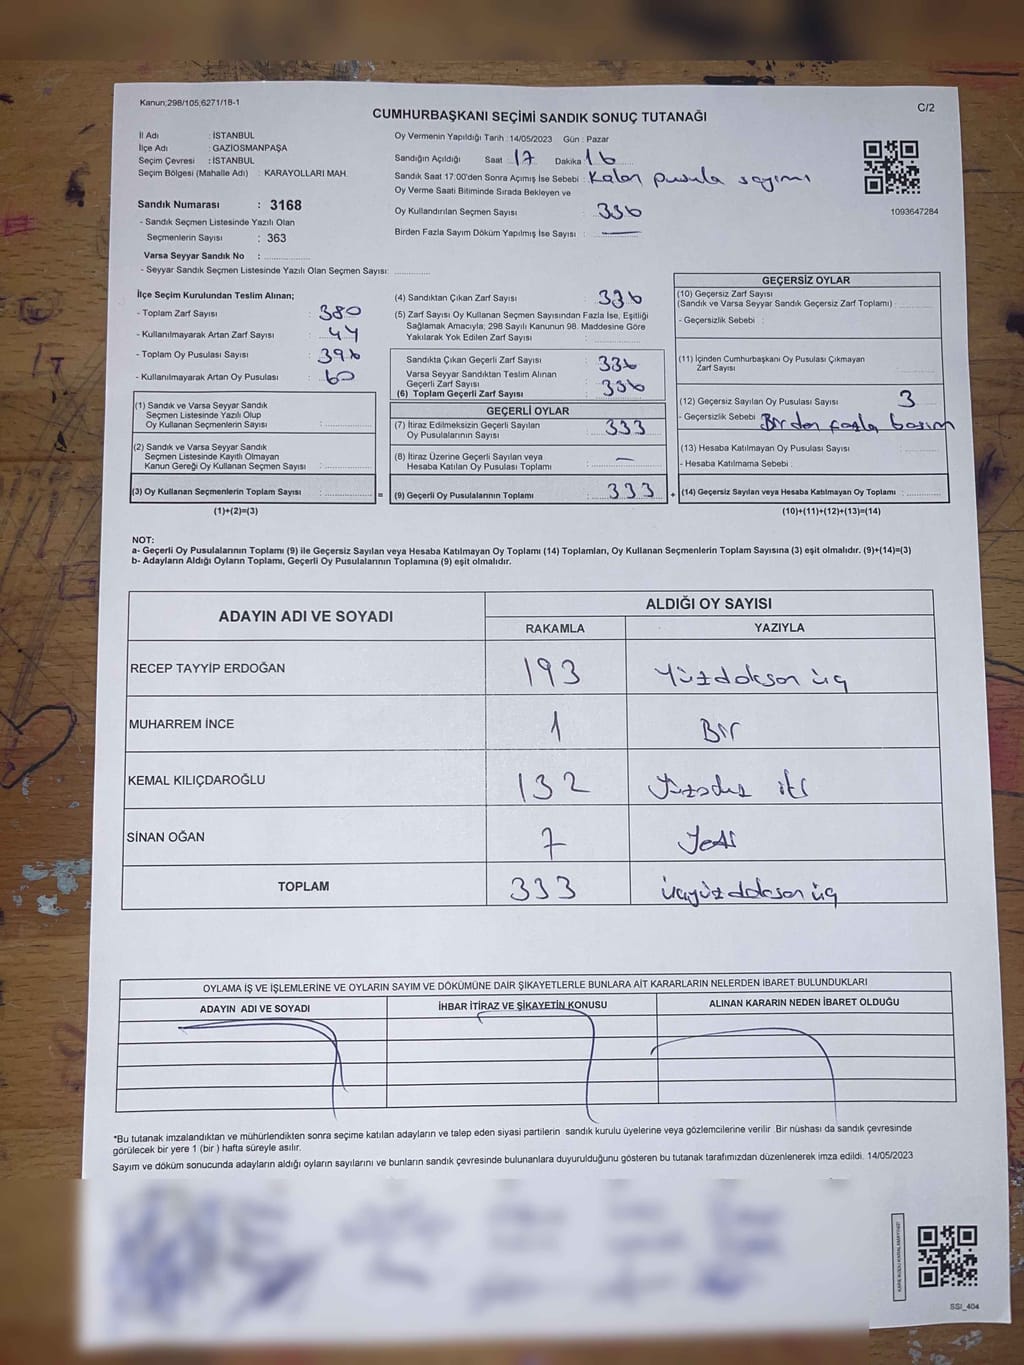 Kanun;298/105,6271/18-1
C/2
CUMHURBAŞKANI SEÇİMİ SANDIK SONUÇ TUTANAĞI
İl Adı : İSTANBUL
İlçe Adı : GAZİOSMANPAŞA
Seçim Çevresi : İSTANBUL
Seçim Bölgesi (Mahalle Adı) : KARAYOLLARI MAH.
Sandık Numarası : 3168
- Sandık Seçmen Listesinde Yazılı Olan
Seçmenlerin Sayısı : 363
Varsa Seyyar Sandık No :
- Seyyar Sandık Seçmen Listesinde Yazılı Olan Seçmen Sayısı:
Oy Vermenin Yapıldığı Tarih : 14/05/2023 Gün : Pazar
Sandığın Açıldığı Saat 17 Dakika 16
Sandık Saat 17:00'den Sonra Açımış İse Sebebi : Kalan pusula sayımı
Oy Verme Saati Bitiminde Sırada Bekleyen ve
Oy Kullandırılan Seçmen Sayısı 336
Birden Fazla Sayım Döküm Yapılmış İse Sayısı : —
1093647284
İlçe Seçim Kurulundan Teslim Alınan;
- Toplam Zarf Sayısı : 380
- Kullanılmayarak Artan Zarf Sayısı : 44
- Toplam Oy Pusulası Sayısı : 396
- Kullanılmayarak Artan Oy Pusulası : 60
(1) Sandık ve Varsa Seyyar Sandık
Seçmen Listesinde Yazılı Olup
Oy Kullanan Seçmenlerin Sayısı :
(2) Sandık ve Varsa Seyyar Sandık
Seçmen Listesinde Kayıtlı Olmayan
Kanun Gereği Oy Kullanan Seçmen Sayısı :
(3) Oy Kullanan Seçmenlerin Toplam Sayısı : =
(1)+(2)=(3)
(4) Sandıktan Çıkan Zarf Sayısı : 336
(5) Zarf Sayısı Oy Kullanan Seçmen Sayısından Fazla İse, Eşitliği
Sağlamak Amacıyla; 298 Sayılı Kanunun 98. Maddesine Göre
Yakılarak Yok Edilen Zarf Sayısı :
Sandıkta Çıkan Geçerli Zarf Sayısı : 336
Varsa Seyyar Sandıktan Teslim Alınan
Geçerli Zarf Sayısı
(6) Toplam Geçerli Zarf Sayısı : 336
GEÇERLİ OYLAR
(7) İtiraz Edilmeksizin Geçerli Sayılan
Oy Pusulalarının Sayısı : 333
(8) İtiraz Üzerine Geçerli Sayılan veya
Hesaba Katılan Oy Pusulası Toplamı : —
(9) Geçerli Oy Pusulalarının Toplamı : 333 +
GEÇERSİZ OYLAR
(10) Geçersiz Zarf Sayısı
(Sandık ve Varsa Seyyar Sandık Geçersiz Zarf Toplamı) :
- Geçersizlik Sebebi :
(11) İçinden Cumhurbaşkanı Oy Pusulası Çıkmayan
Zarf Sayısı :
(12) Geçersiz Sayılan Oy Pusulası Sayısı : 3
- Geçersizlik Sebebi : Birden fazla basım
(13) Hesaba Katılmayan Oy Pusulası Sayısı :
- Hesaba Katılmama Sebebi :
(14) Geçersiz Sayılan veya Hesaba Katılmayan Oy Toplamı :
(10)+(11)+(12)+(13)=(14)
NOT:
a- Geçerli Oy Pusulalarının Toplamı (9) ile Geçersiz Sayılan veya Hesaba Katılmayan Oy Toplamı (14) Toplamları, Oy Kullanan Seçmenlerin Toplam Sayısına (3) eşit olmalıdır. (9)+(14)=(3)
b- Adayların Aldığı Oyların Toplamı, Geçerli Oy Pusulalarının Toplamına (9) eşit olmalıdır.
ADAYIN ADI VE SOYADI
ALDIĞI OY SAYISI
RAKAMLA YAZIYLA
RECEP TAYYİP ERDOĞAN 193 Yüzdoksan üç
MUHARREM İNCE 1 Bir
KEMAL KILIÇDAROĞLU 132 Yüzotuz iki
SİNAN OĞAN 7 Yedi
TOPLAM 333 üçyüzdoksan üç
OYLAMA İŞ VE İŞLEMLERİNE VE OYLARIN SAYIM VE DÖKÜMÜNE DAİR ŞİKAYETLERLE BUNLARA AİT KARARLARIN NELERDEN İBARET BULUNDUKLARI
ADAYIN ADI VE SOYADI İHBAR İTİRAZ VE ŞİKAYETİN KONUSU ALINAN KARARIN NEDEN İBARET OLDUĞU
*Bu tutanak imzalandıktan ve mühürlendikten sonra seçime katılan adayların ve talep eden siyasi partilerin sandık kurulu üyelerine veya gözlemcilerine verilir. Bir nüshası da sandık çevresinde
görülecek bir yere 1 (bir ) hafta süreyle asılır.
Sayım ve döküm sonucunda adayların aldığı oyların sayılarını ve bunların sandık çevresinde bulunanlara duyurulduğunu gösteren bu tutanak tarafımızdan düzenlenerek imza edildi. 14/05/2023
SSI_404